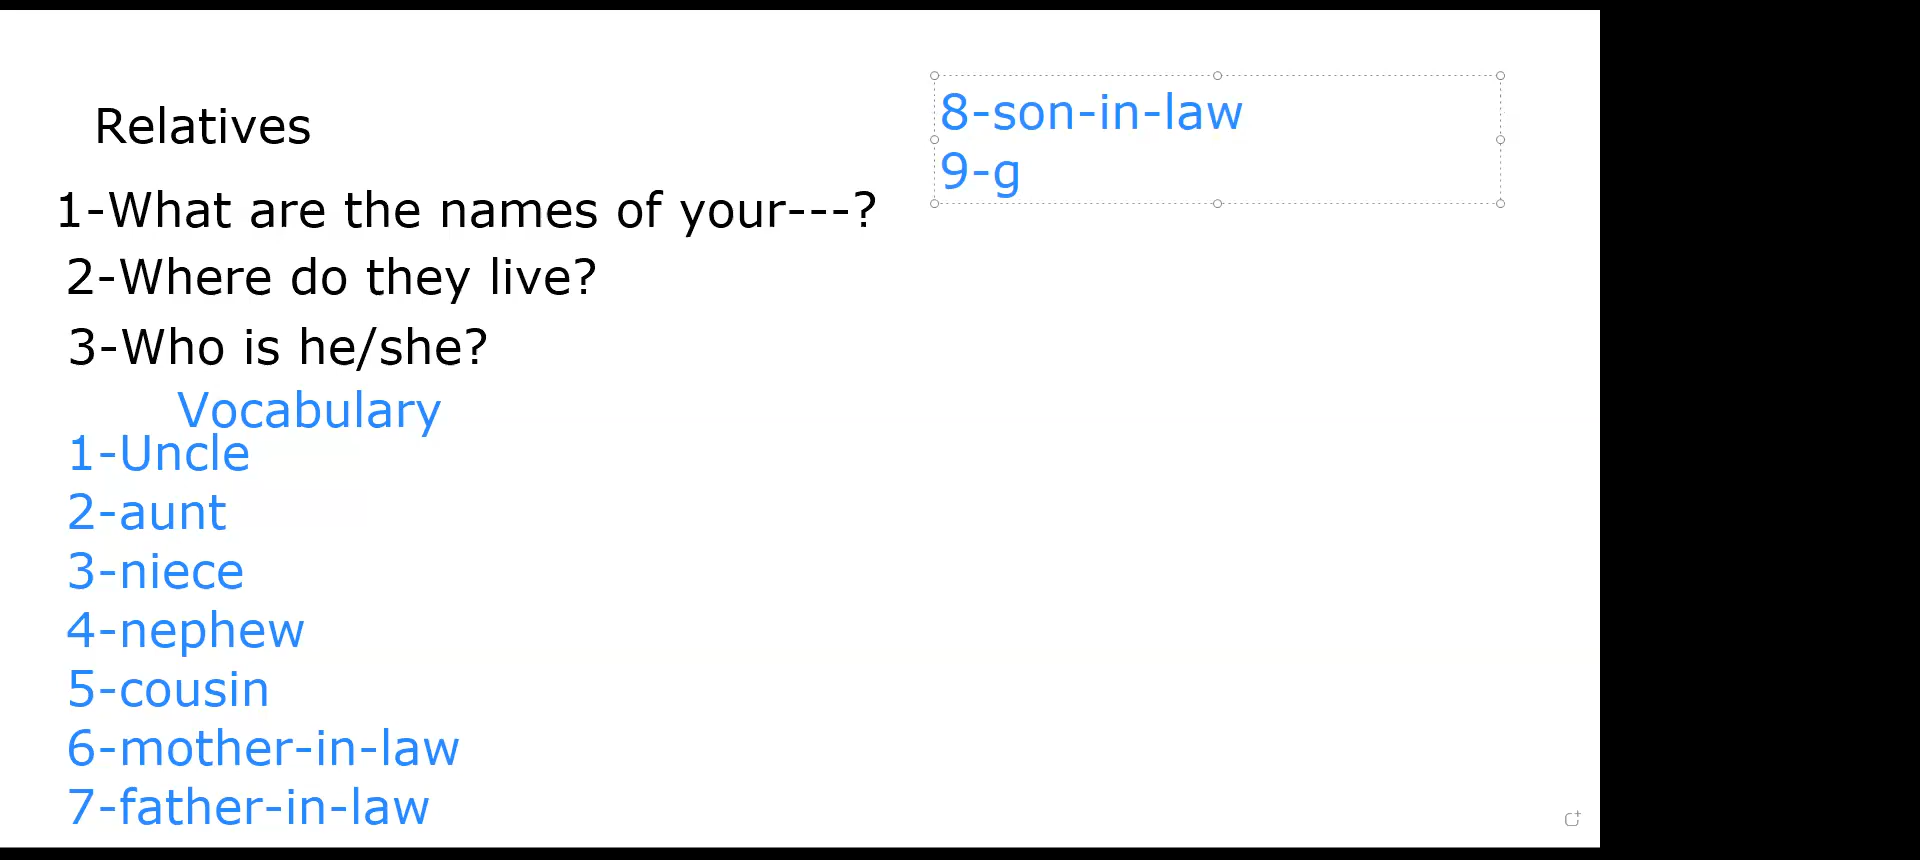 Relatives
1-What are the names of your---?
2-Where do they live?
3-Who is he/she?
Vocabulary
1-Uncle
2-aunt
3-niece
4-nephew
5-cousin
6-mother-in-law
7-father-in-law
8-son-in-law
9-g